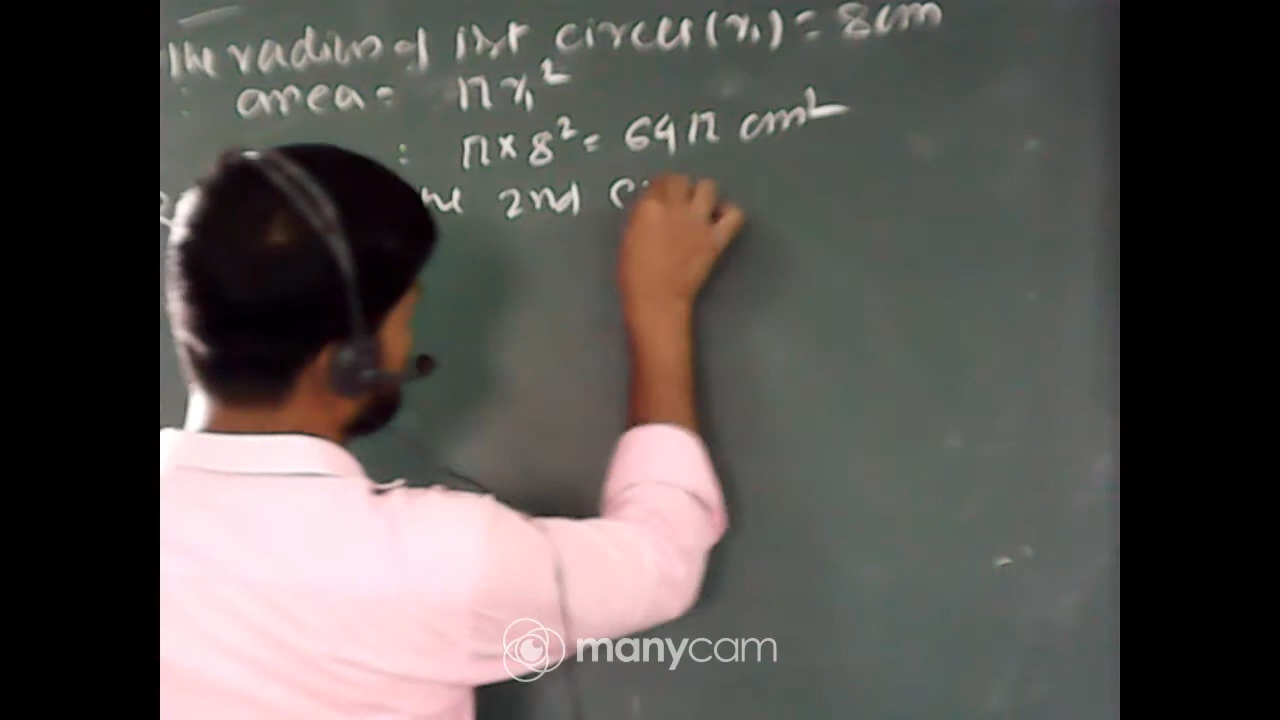 The radius of 1st circle (r₁) = 8cm
∴ area = πr₁²
: π × 8² = 64π cm²
2nd
manycam